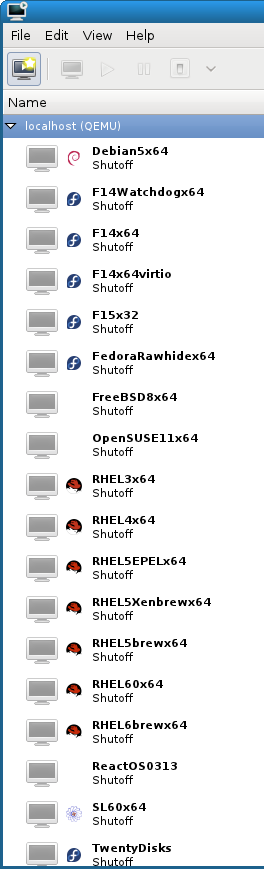 File Edit View Help
Name
localhost (QEMU)
Debian5x64
Shutoff
F14Watchdogx64
Shutoff
F14x64
Shutoff
F14x64virtio
Shutoff
F15x32
Shutoff
FedoraRawhidex64
Shutoff
FreeBSD8x64
Shutoff
OpenSUSE11x64
Shutoff
RHEL3x64
Shutoff
RHEL4x64
Shutoff
RHEL5EPELx64
Shutoff
RHEL5Xenbrewx64
Shutoff
RHEL5brewx64
Shutoff
RHEL60x64
Shutoff
RHEL6brewx64
Shutoff
ReactOS0313
Shutoff
SL60x64
Shutoff
TwentyDisks
Shutoff